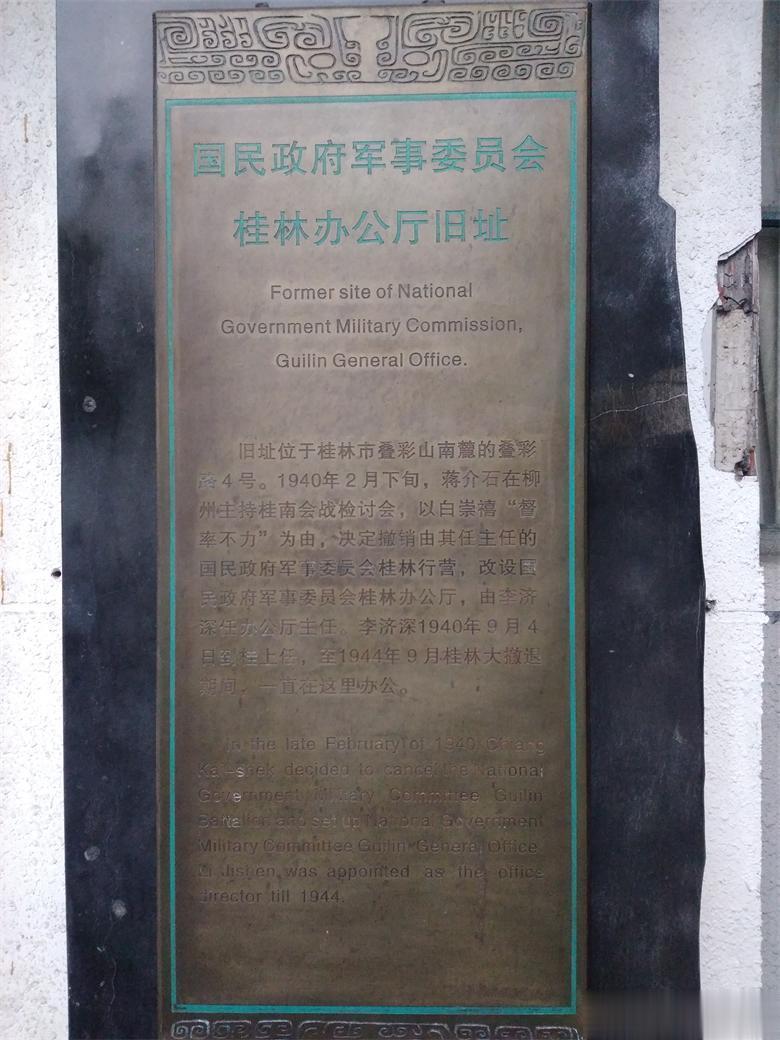 国民政府军事委员会
桂林办公厅旧址
Former site of National
Government Military Commission,
Guilin General Office.
旧址位于桂林市叠彩山南麓的叠彩
路4号。1940年2月下旬，蒋介石在柳
州主持桂南会战检讨会，以白崇禧“督
率不力”为由，决定撤销由其任主任的
国民政府军事委员会桂林行营，改设国
民政府军事委员会桂林办公厅，由李济
深任办公厅主任。李济深1940年9月4
日到桂上任，至1944年9月桂林大撤退
期间，一直在这里办公。
In the late February of 1940 Chiang
Kai-shek decided to cancel the National
Government Military Committee Guilin
Battalion and set up National Government
Military Committee Guilin General Office.
Li Jishen was appointed as the office
director till 1944.